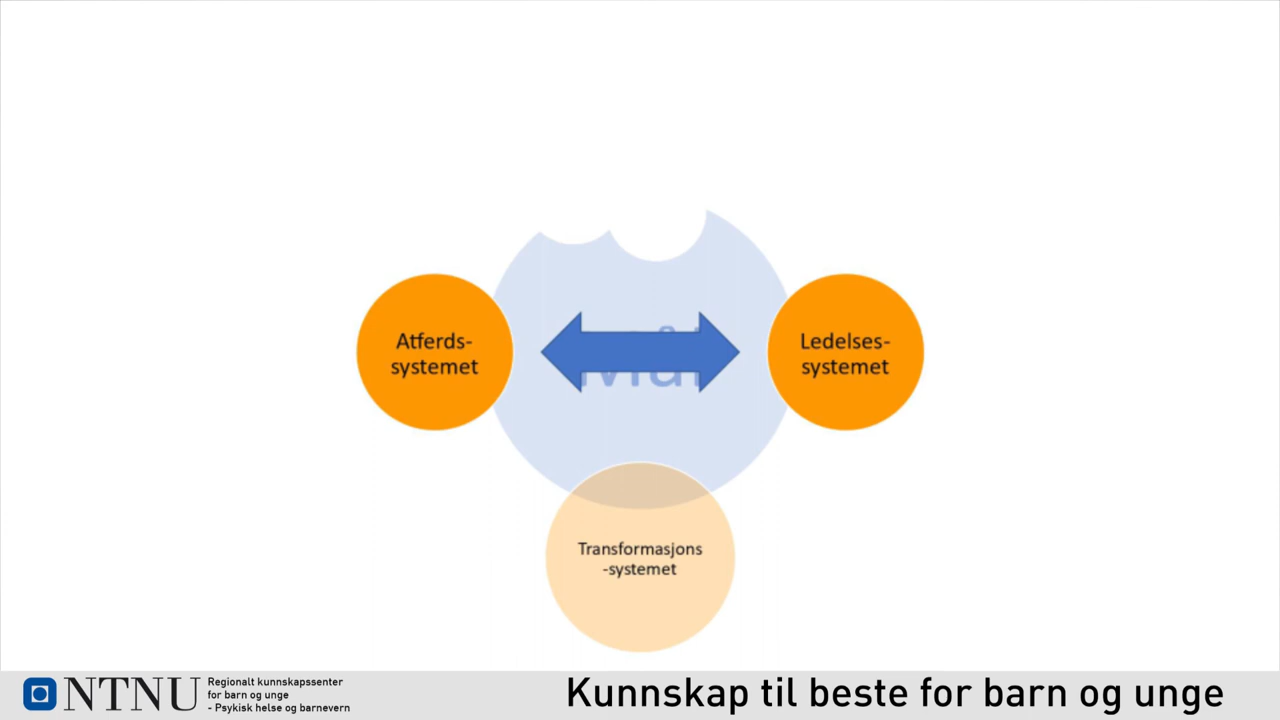 Atferds-
systemet
Ledelses-
systemet
Transformasjons
-systemet
NTNU
Regionalt kunnskapssenter
for barn og unge
- Psykisk helse og barnevern
Kunnskap til beste for barn og unge